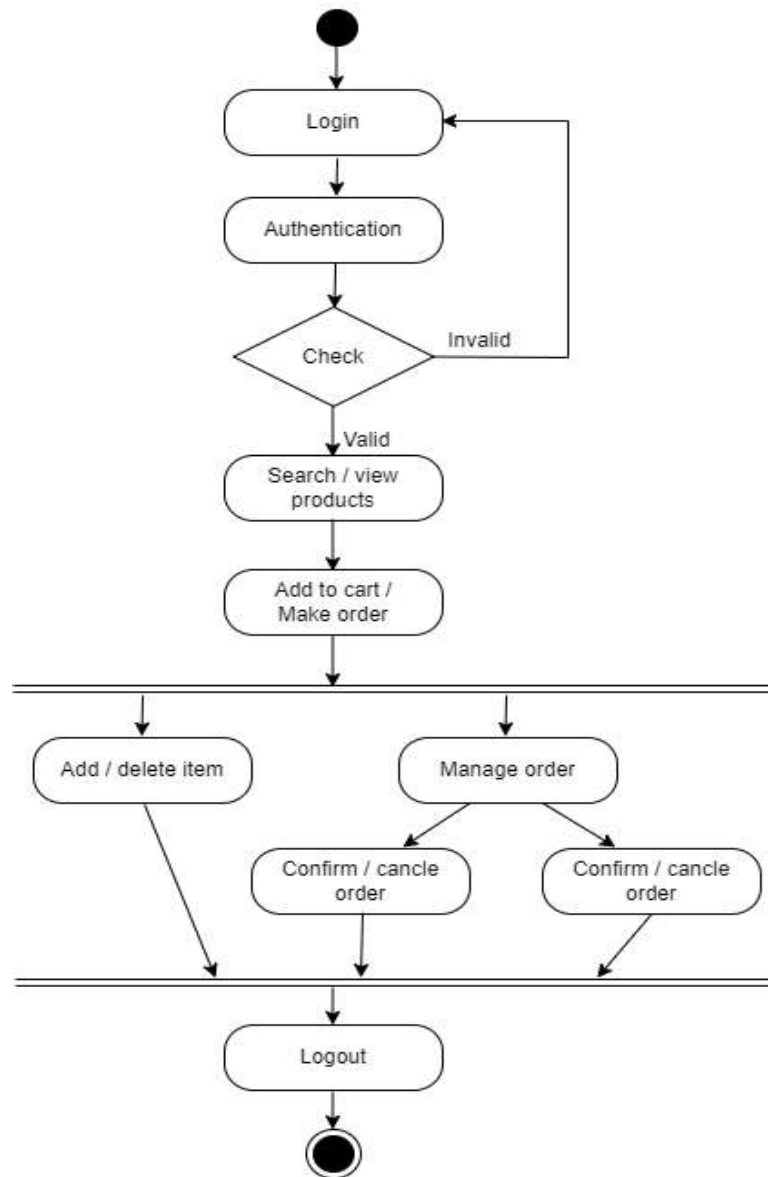 Login
Authentication
Check
Invalid
Valid
Search / view
products
Add to cart /
Make order
Add / delete item
Manage order
Confirm / cancle
order
Confirm / cancle
order
Logout